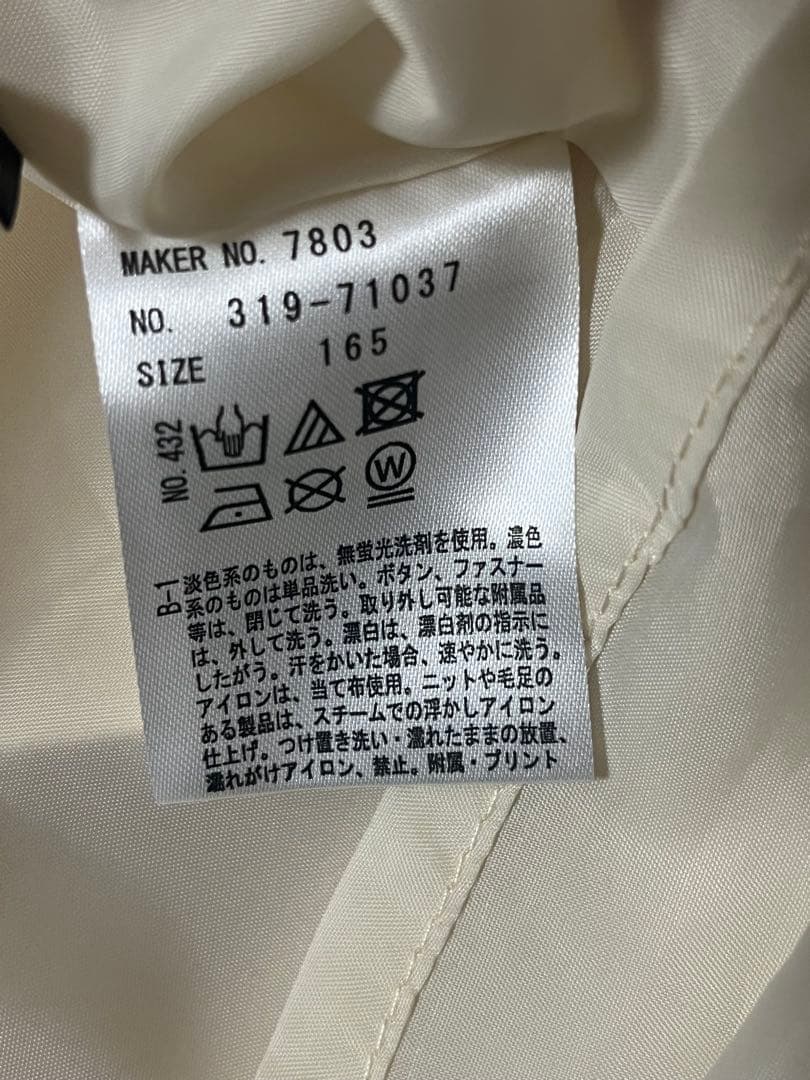 MAKER NO. 7803
NO. 319-71037
SIZE 165
NO.432
W
B-1
淡色系のものは、無蛍光洗剤を使用。濃色
系のものは単品洗い。ボタン、ファスナー
等は、閉じて洗う。取り外し可能な附属品
は、外して洗う。漂白は、漂白剤の指示に
したがう。汗をかいた場合、速やかに洗う。
アイロンは、当て布使用。ニットや毛足の
ある製品は、スチームでの浮かしアイロン
仕上げ。つけ置き洗い・濡れたままの放置、
濡れがけアイロン、禁止。附属・プリント